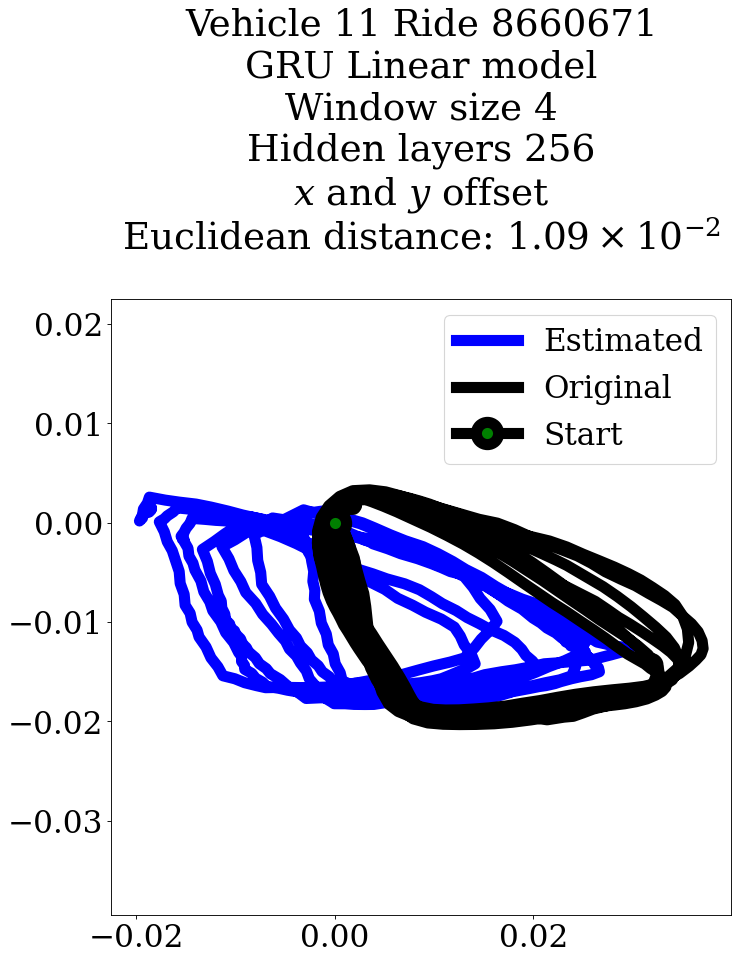 Vehicle 11 Ride 8660671
GRU Linear model
Window size 4
Hidden layers 256
x and y offset
Euclidean distance: 1.09 × 10⁻²
Estimated
Original
Start
0.02
0.01
0.00
−0.01
−0.02
−0.03
−0.02
0.00
0.02